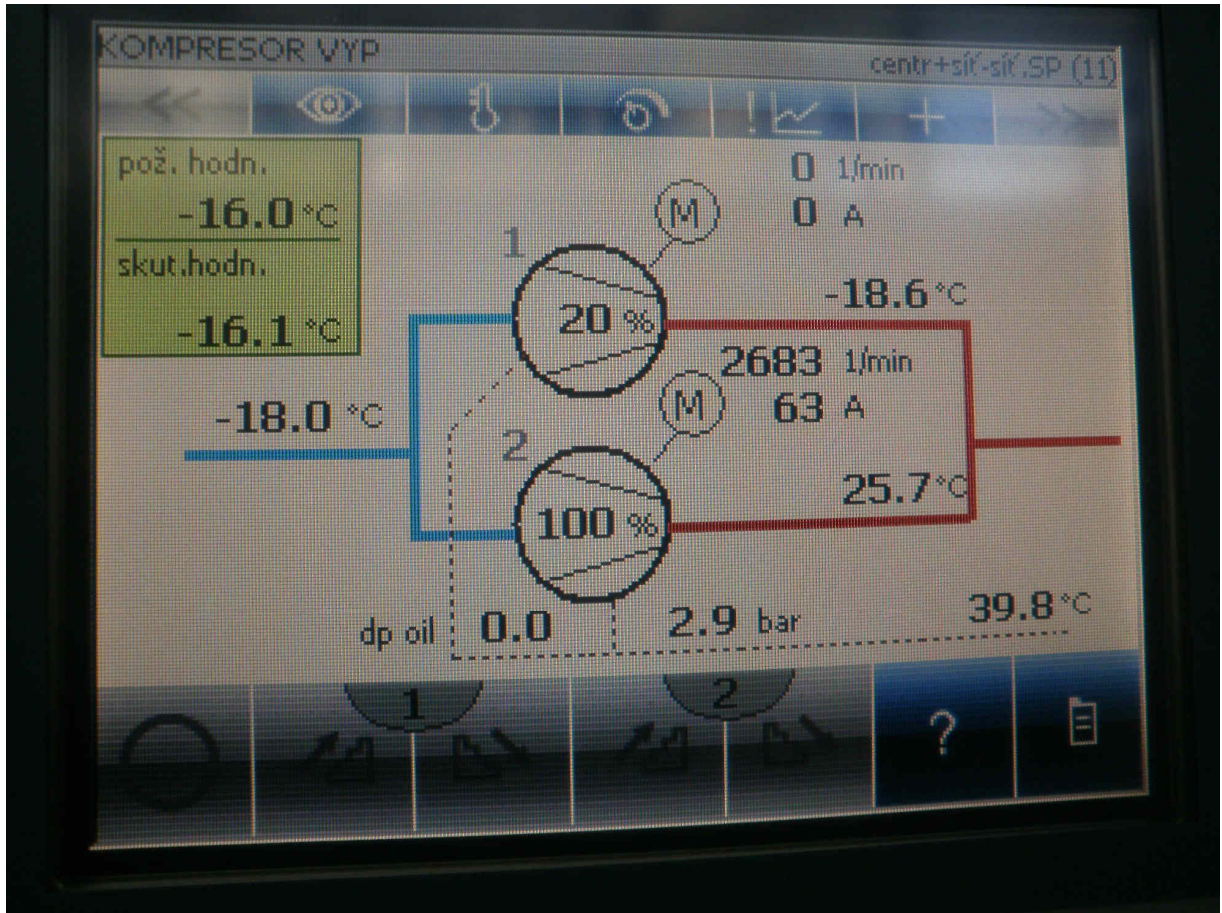 KOMPRESOR VYP
centr+síť-síť,SP (11)
<<
>>
pož. hodn.
-16.0 °C
skut.hodn.
-16.1 °C
0 1/min
0 A
M
1
20 %
-18.6 °C
2683 1/min
63 A
M
-18.0 °C
2
100 %
25.7 °C
dp oil 0.0 2.9 bar
39.8 °C
1
2
?